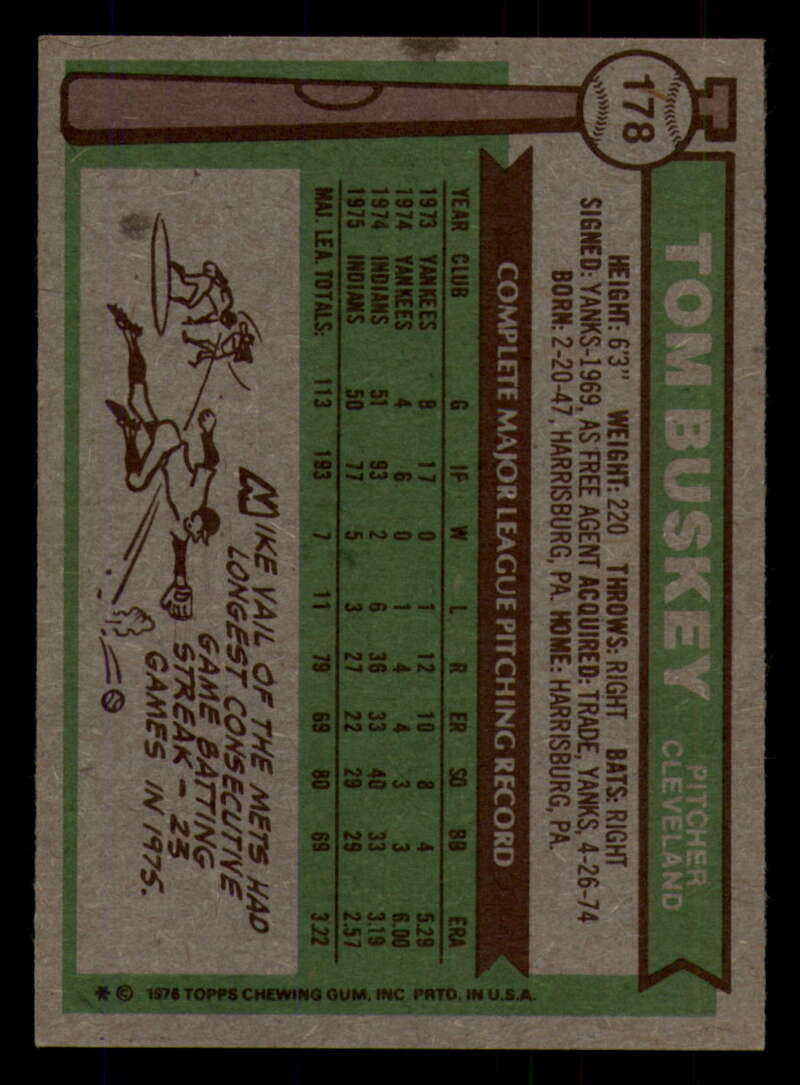 178
TOM BUSKEY
PITCHER
CLEVELAND
HEIGHT: 6'3" WEIGHT: 220 THROWS: RIGHT BATS: RIGHT
SIGNED: YANKS-1969, AS FREE AGENT ACQUIRED: TRADE, YANKS, 4-26-74
BORN: 2-20-47, HARRISBURG, PA. HOME: HARRISBURG, PA.
COMPLETE MAJOR LEAGUE PITCHING RECORD
YEAR CLUB G IP W L R ER SO BB ERA
1973 YANKEES 8 17 0 1 12 10 8 4 5.29
1974 YANKEES 4 6 0 1 4 4 3 3 6.00
1974 INDIANS 51 93 2 6 36 33 40 33 3.19
1975 INDIANS 50 77 5 3 27 22 29 29 2.57
MAJ. LEA. TOTALS: 113 193 7 11 79 69 80 69 3.22
MIKE VAIL OF THE METS HAD
LONGEST CONSECUTIVE
GAME BATTING
STREAK - 23
GAMES IN 1975.
* © 1976 TOPPS CHEWING GUM, INC PRTD. IN U.S.A.